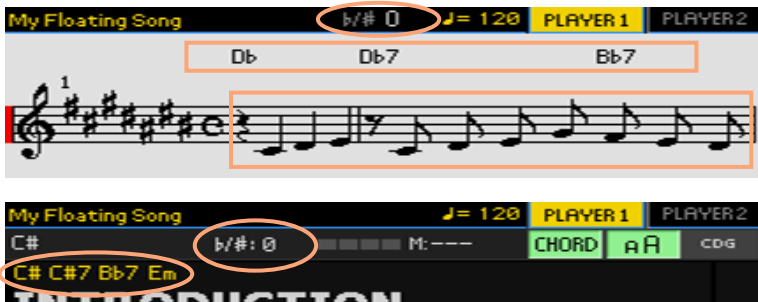 My Floating Song ♭/# 0 ♩= 120 PLAYER 1 PLAYER 2
Db Db7 Bb7
1
My Floating Song ♩= 120 PLAYER 1 PLAYER 2
C# ♭/#: 0 M:--- CHORD A A CDG
C# C#7 Bb7 Em
INTRODUCTION